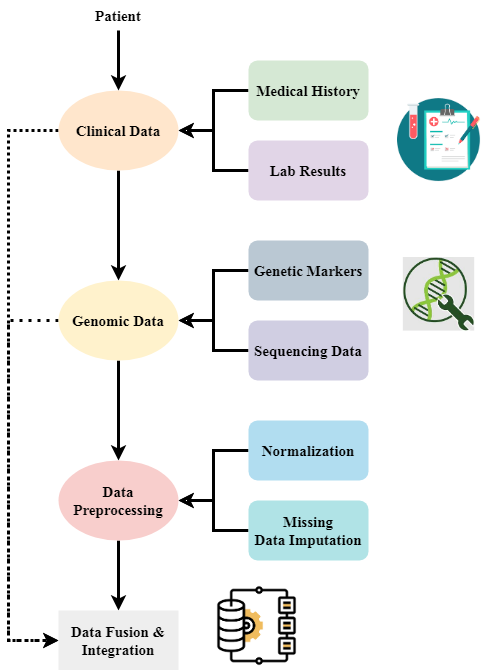 Patient
Clinical Data
Medical History
Lab Results
Genomic Data
Genetic Markers
Sequencing Data
Data
Preprocessing
Normalization
Missing
Data Imputation
Data Fusion &
Integration